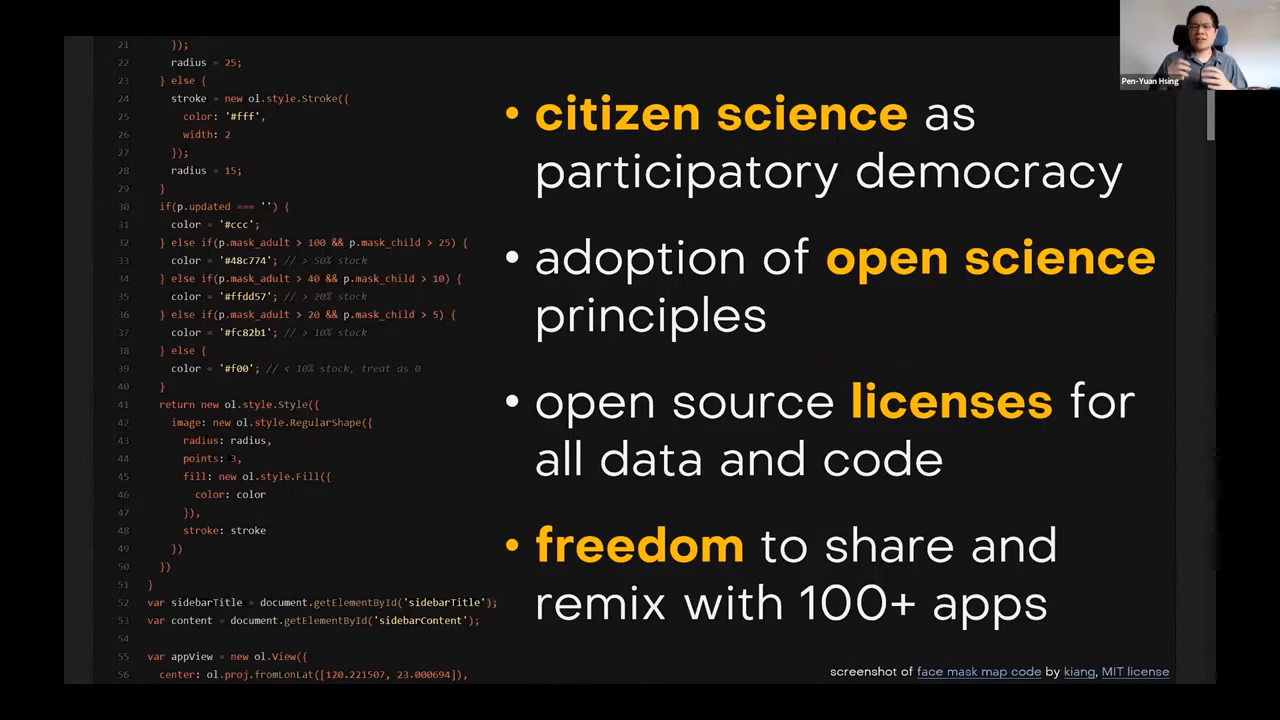 21 });
22 radius = 25;
23 } else {
24 stroke = new ol.style.Stroke({
25 color: '#fff',
26 width: 2
27 });
28 radius = 15;
29 }
30 if(p.updated === '') {
31 color = '#ccc';
32 } else if(p.mask_adult > 100 && p.mask_child > 25) {
33 color = '#48c774'; // > 50% stock
34 } else if(p.mask_adult > 40 && p.mask_child > 10) {
35 color = '#ffdd57'; // > 20% stock
36 } else if(p.mask_adult > 20 && p.mask_child > 5) {
37 color = '#fc82b1'; // > 10% stock
38 } else {
39 color = '#f00'; // < 10% stock, treat as 0
40 }
41 return new ol.style.Style({
42 image: new ol.style.RegularShape({
43 radius: radius,
44 points: 3,
45 fill: new ol.style.Fill({
46 color: color
47 }),
48 stroke: stroke
49 })
50 })
51 }
52 var sidebarTitle = document.getElementById('sidebarTitle');
53 var content = document.getElementById('sidebarContent');
54
55 var appView = new ol.View({
56 center: ol.proj.fromLonLat([120.221507, 23.000694]),
• citizen science as
participatory democracy
• adoption of open science
principles
• open source licenses for
all data and code
• freedom to share and
remix with 100+ apps
screenshot of face mask map code by kiang, MIT license
Pen-Yuan Hsing